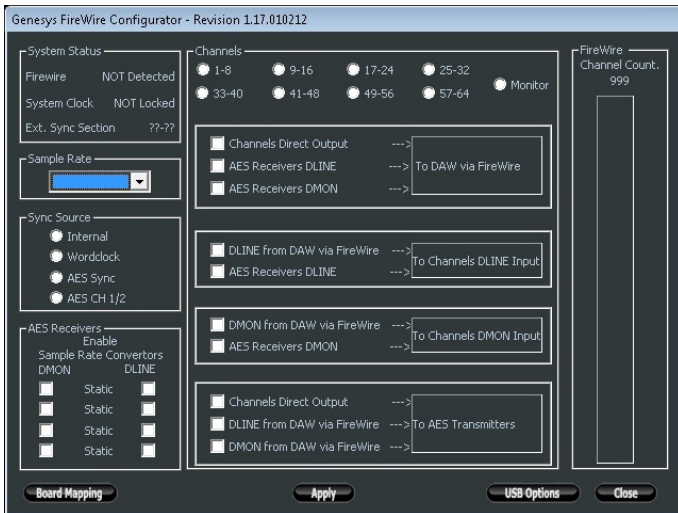 Genesys FireWire Configurator - Revision 1.17.010212
System Status
Firewire NOT Detected
System Clock NOT Locked
Ext. Sync Section ??-??
Sample Rate
Sync Source
Internal
Wordclock
AES Sync
AES CH 1/2
AES Receivers
Enable
Sample Rate Convertors
DMON DLINE
Static
Static
Static
Static
Channels
1-8 9-16 17-24 25-32
33-40 41-48 49-56 57-64
Monitor
Channels Direct Output --->
AES Receivers DLINE ---> To DAW via FireWire
AES Receivers DMON --->
DLINE from DAW via FireWire --->
AES Receivers DLINE --->
To Channels DLINE Input
DMON from DAW via FireWire --->
AES Receivers DMON --->
To Channels DMON Input
Channels Direct Output --->
DLINE from DAW via FireWire ---> To AES Transmitters
DMON from DAW via FireWire --->
FireWire
Channel Count.
999
Board Mapping Apply USB Options Close